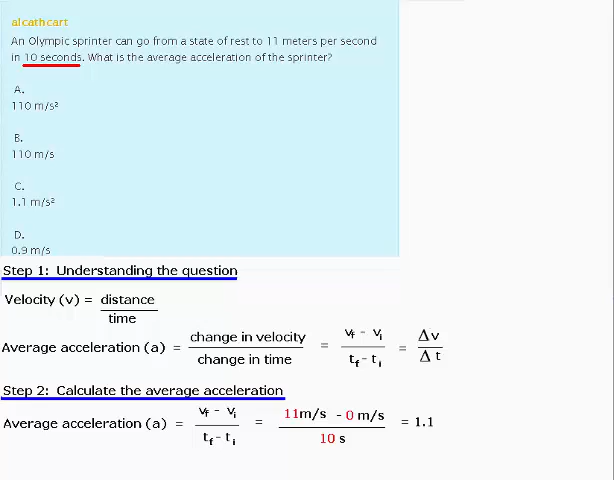 alcathcart
An Olympic sprinter can go from a state of rest to 11 meters per second
in 10 seconds. What is the average acceleration of the sprinter?
A.
110 m/s²
B.
110 m/s
C.
1.1 m/s²
D.
0.9 m/s
Step 1: Understanding the question
Velocity (v) = distance
time
Average acceleration (a) = change in velocity = vf - vi = Δv
change in time tf - ti Δt
Step 2: Calculate the average acceleration
Average acceleration (a) = vf - vi = 11m/s - 0 m/s = 1.1
tf - ti 10 s